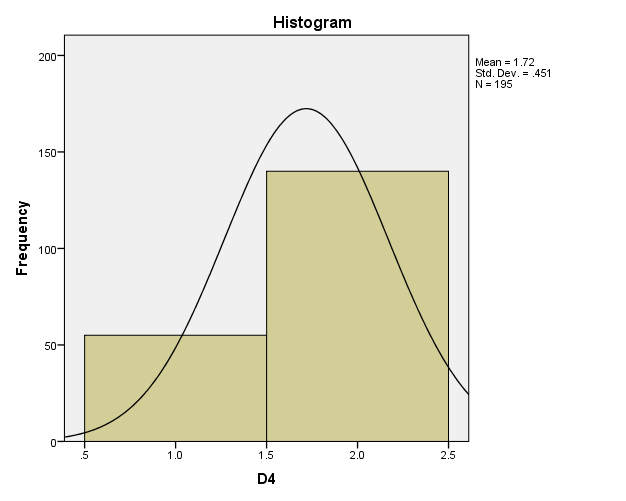 Histogram
200
150
100
50
0
Frequency
.5
1.0
1.5
2.0
2.5
D4
Mean = 1.72
Std. Dev. = .451
N = 195